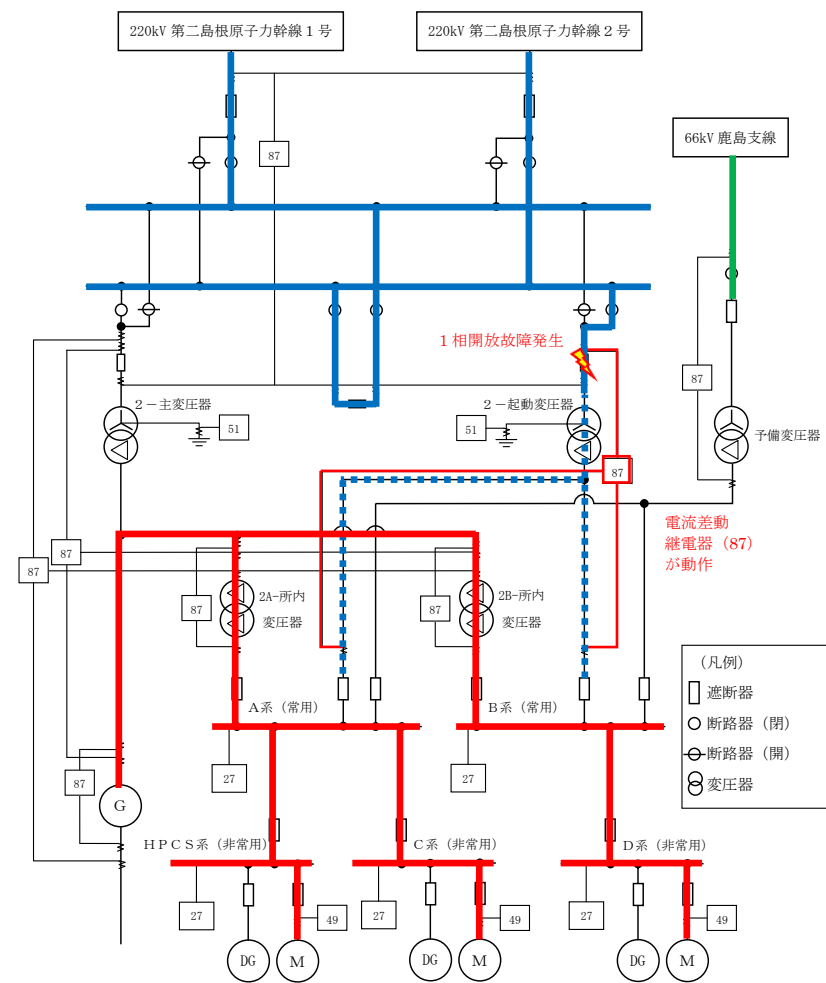 220kV 第二島根原子力幹線1号
220kV 第二島根原子力幹線2号
66kV 鹿島支線
87
1相開放故障発生
87
2－主変圧器
51
2－起動変圧器
51
予備変圧器
87
電流差動
継電器（87）
が動作
87
87
2A-所内
変圧器
87
2B-所内
変圧器
87
（凡例）
遮断器
断路器（閉）
断路器（開）
変圧器
A系（常用）
B系（常用）
27
27
87
G
HPCS系（非常用）
C系（非常用）
D系（非常用）
27
49
27
49
27
49
DG
M
DG
M
DG
M